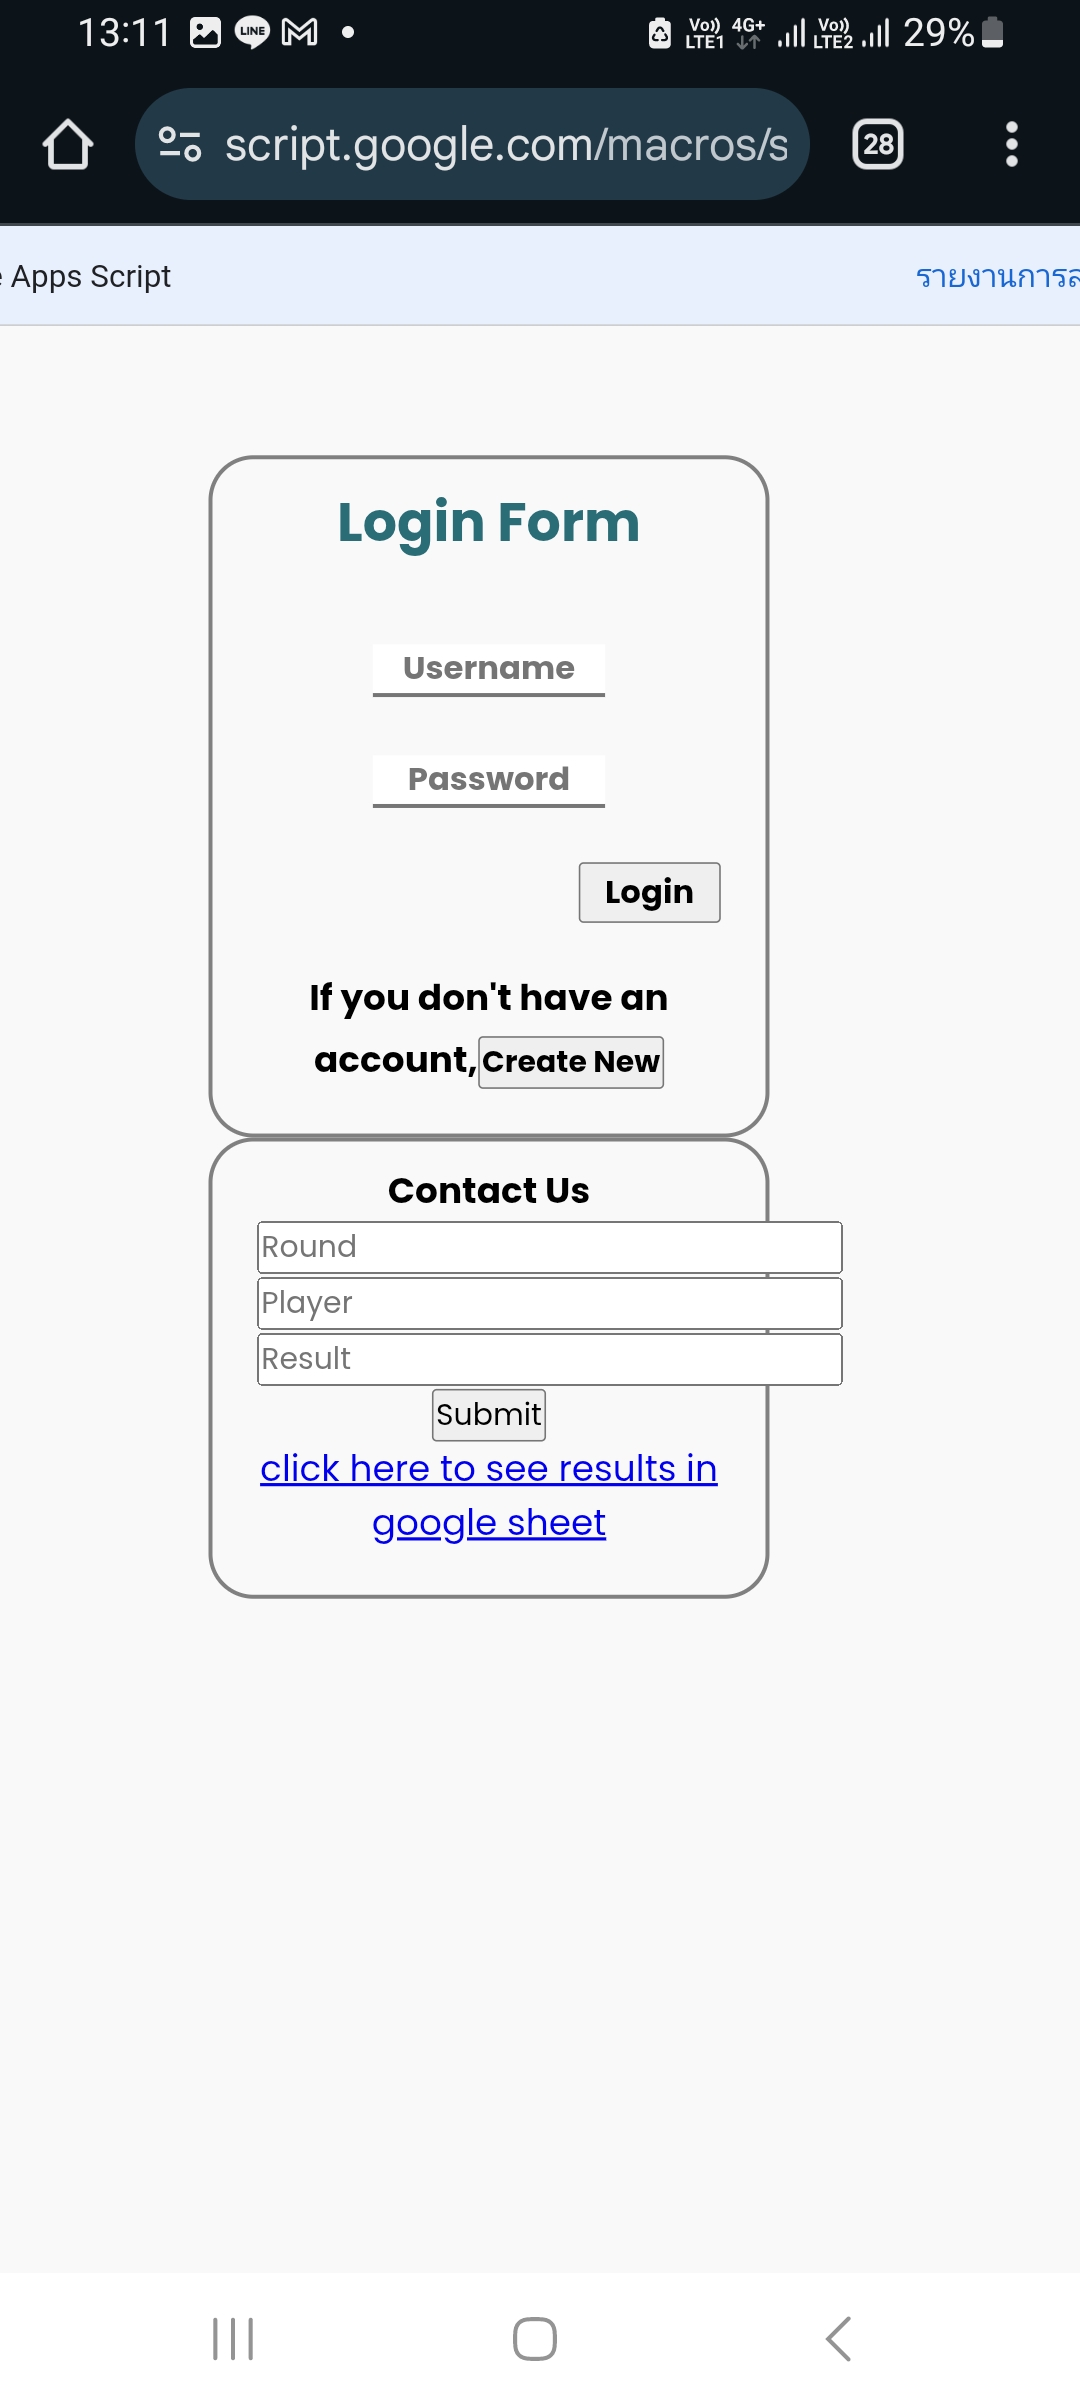 13:11 LINE Vo)) LTE1 4G+ Vo)) LTE2 29%
script.google.com/macros/s 28
e Apps Script รายงานการล
Login Form
Username
Password
Login
If you don't have an
account, Create New
Contact Us
Round
Player
Result
Submit
click here to see results in
google sheet